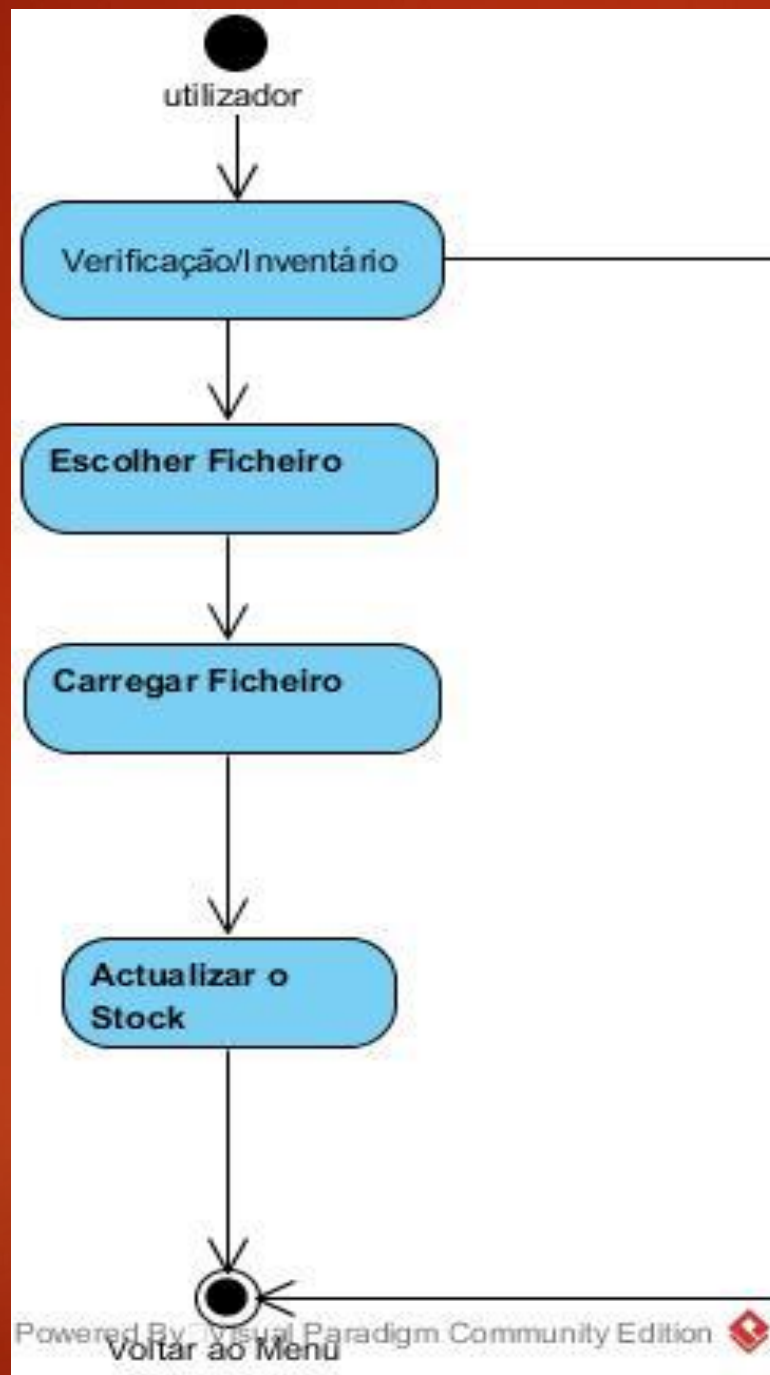 utilizador
Verificação/Inventário
Escolher Ficheiro
Carregar Ficheiro
Actualizar o
Stock
Powered By Visual Paradigm Community Edition
Voltar ao Menu